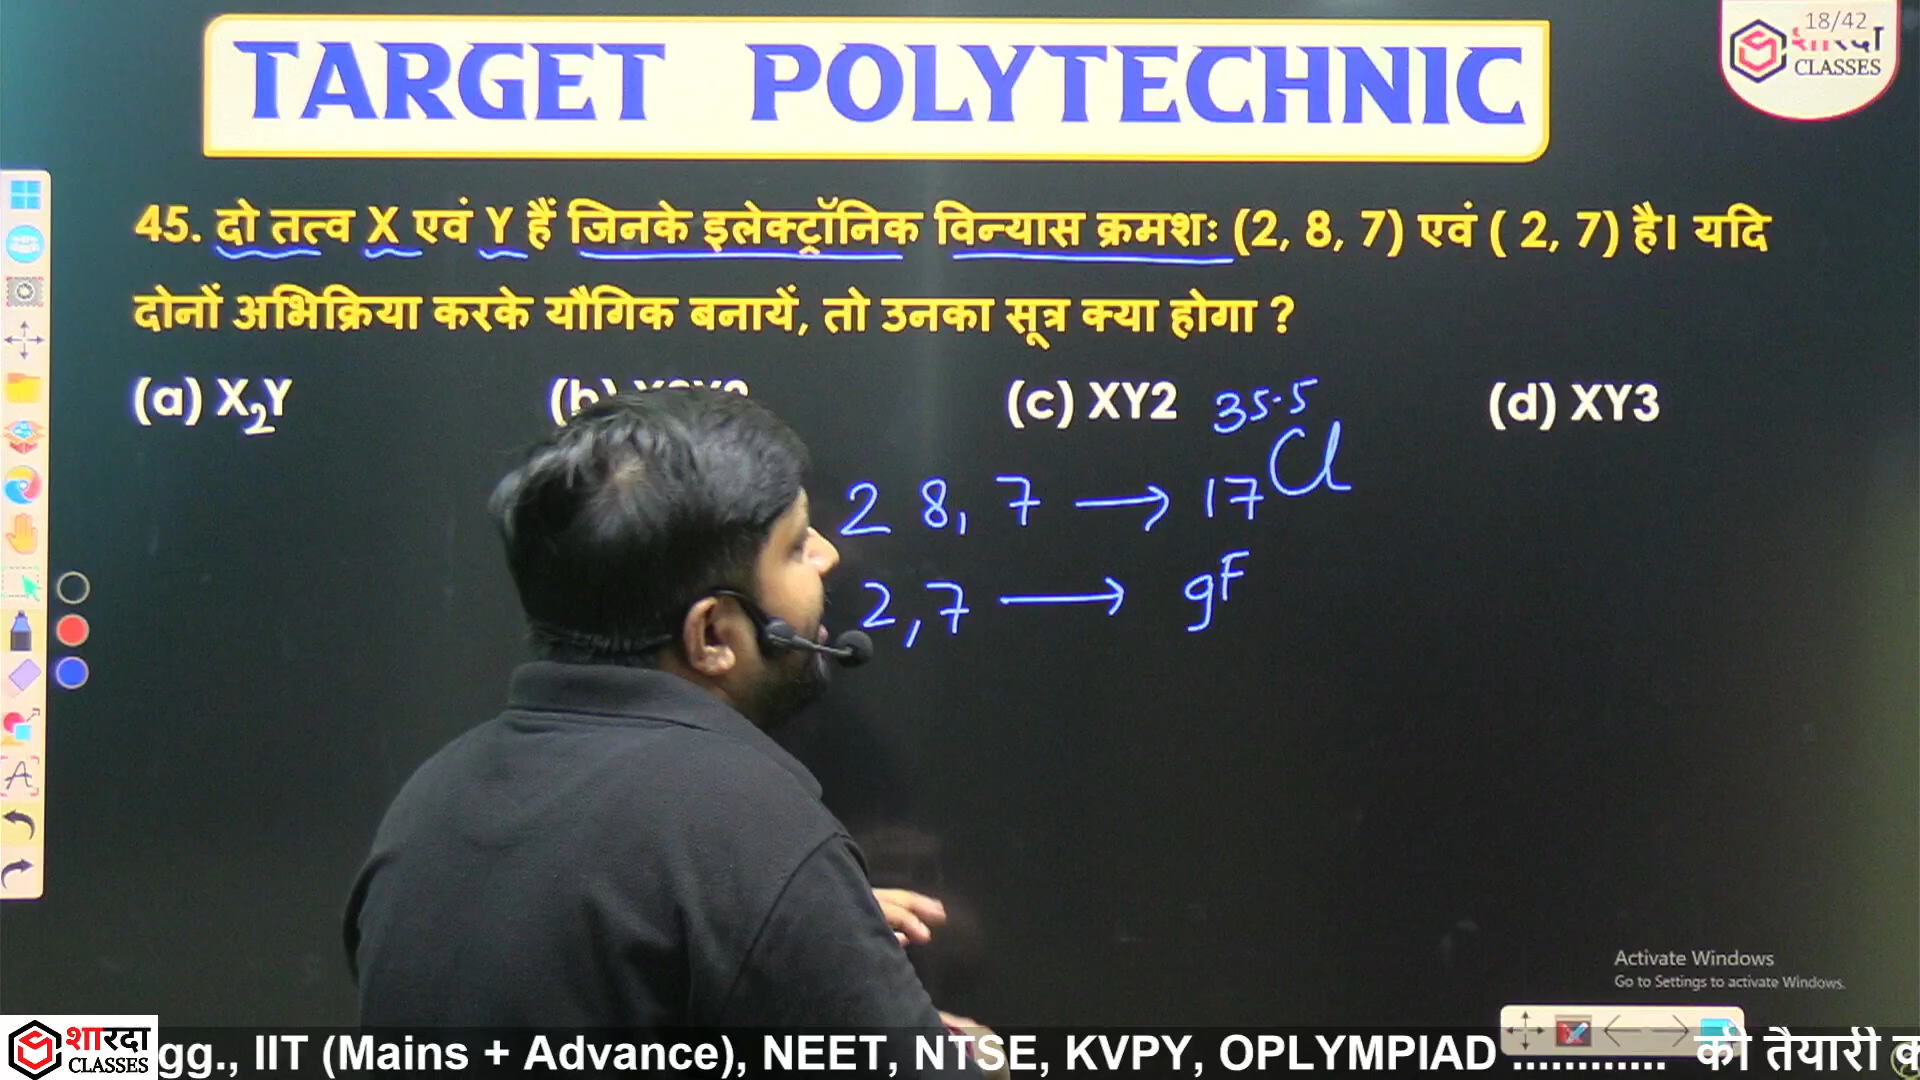 18/42
शारदा
CLASSES
TARGET POLYTECHNIC
45. दो तत्व X एवं Y हैं जिनके इलेक्ट्रॉनिक विन्यास क्रमशः (2, 8, 7) एवं ( 2, 7) है। यदि
दोनों अभिक्रिया करके यौगिक बनायें, तो उनका सूत्र क्या होगा ?
(a) X2Y (b) (c) XY2 (d) XY3
35.5
2 8, 7 → 17 Cl
2,7 → 9F
Activate Windows
Go to Settings to activate Windows.
शारदा
CLASSES
gg., IIT (Mains + Advance), NEET, NTSE, KVPY, OPLYMPIAD ............ की तैयारी